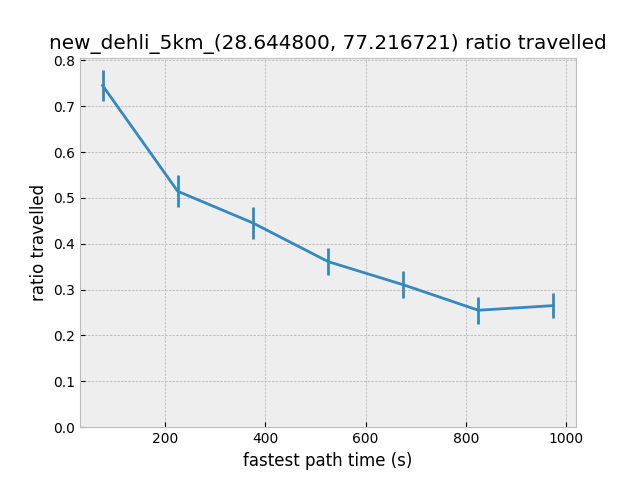 new_dehli_5km_(28.644800, 77.216721) ratio travelled
0.8
0.7
0.6
0.5
0.4
0.3
0.2
0.1
0.0
ratio travelled
200 400 600 800 1000
fastest path time (s)